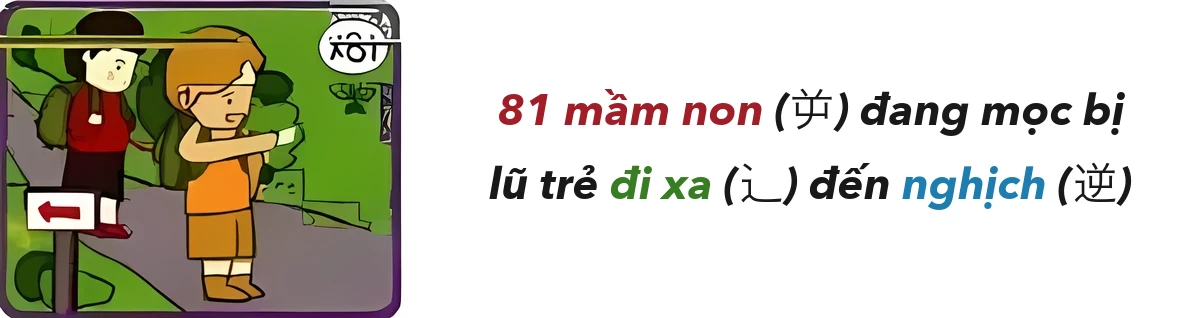 81 mầm non (屰) đang mọc bị
lũ trẻ đi xa (辶) đến nghịch (逆)